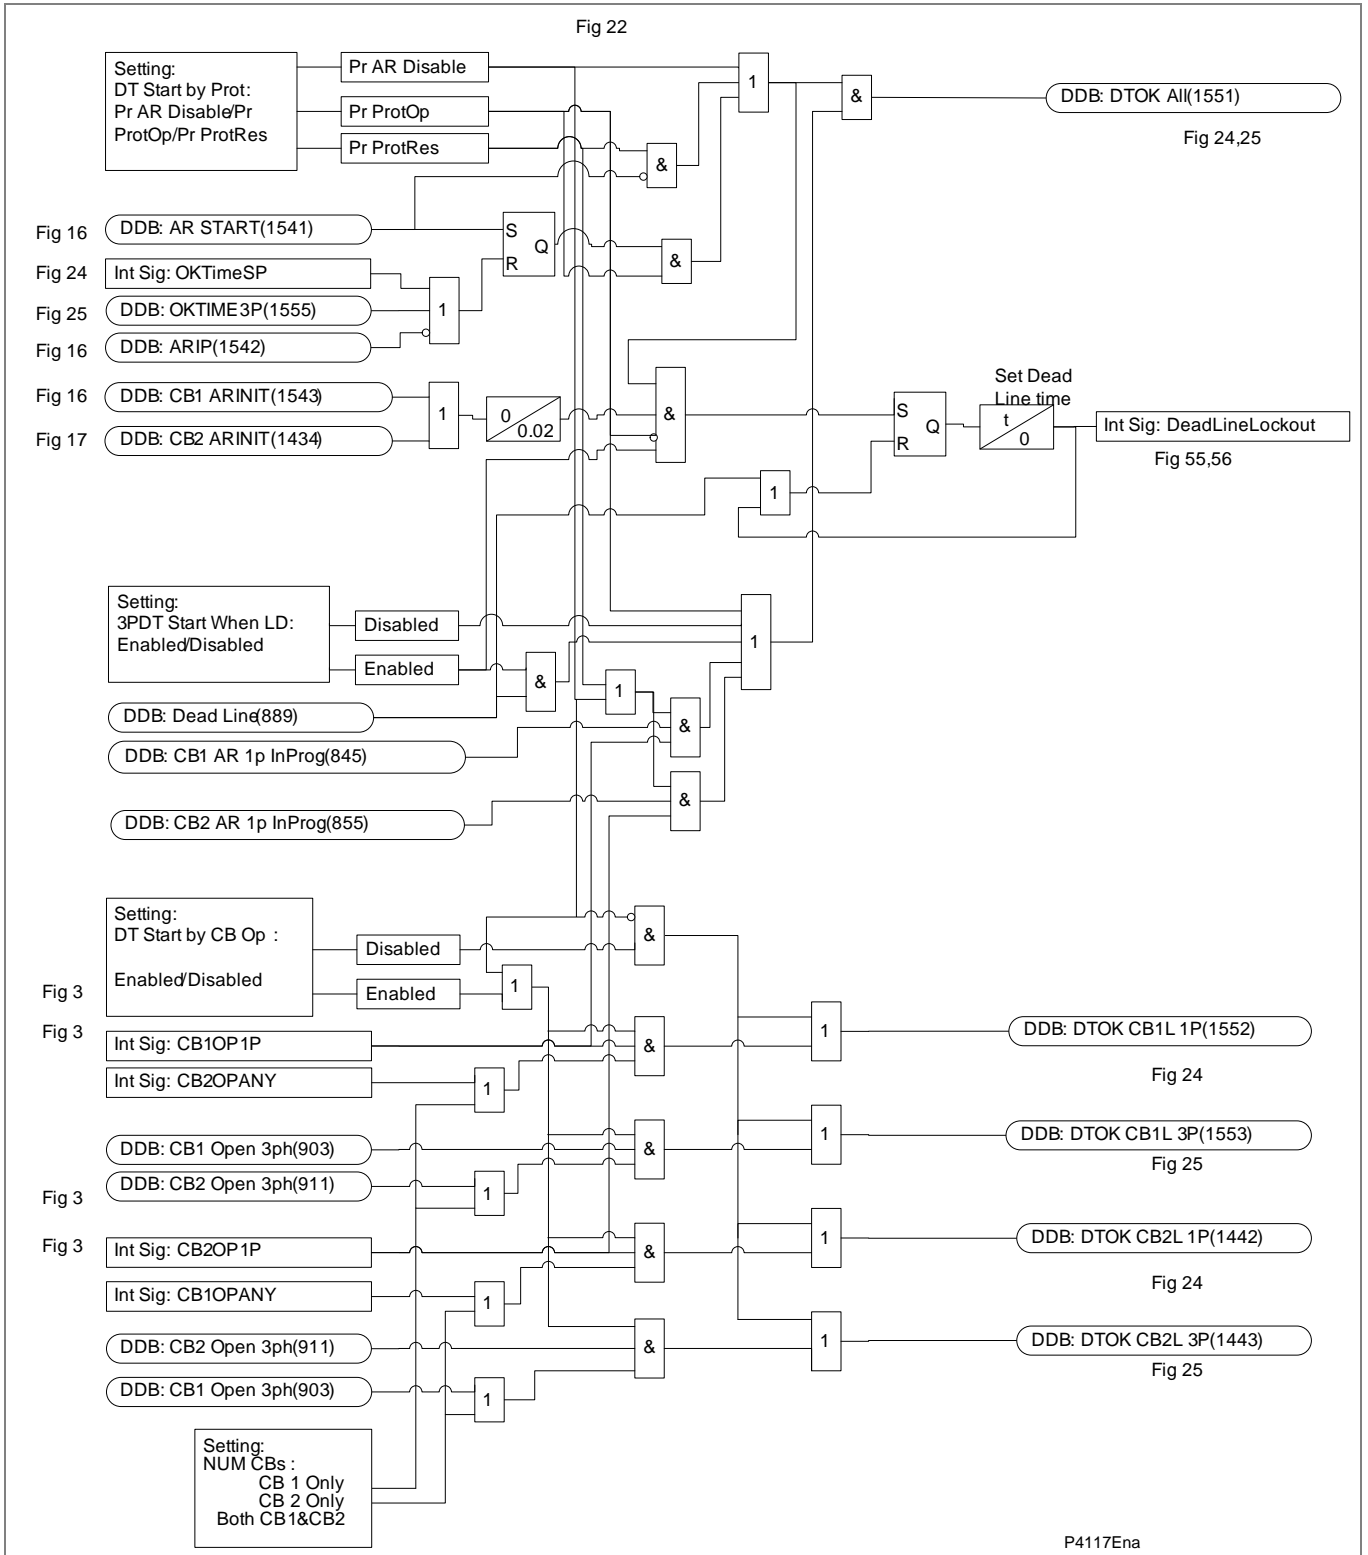 Fig 22
Setting:
DT Start by Prot:
Pr AR Disable/Pr
ProtOp/Pr ProtRes
Pr AR Disable
Pr ProtOp
Pr ProtRes
1
&
DDB: DTOK All(1551)
Fig 24,25
&
Fig 16
DDB: AR START(1541)
S
R
Q
&
Fig 24
Int Sig: OKTimeSP
Fig 25
DDB: OKTIME3P(1555)
1
Fig 16
DDB: ARIP(1542)
Fig 16
DDB: CB1 ARINIT(1543)
Fig 17
DDB: CB2 ARINIT(1434)
1
0
0.02
&
S
R
Q
Set Dead
Line time
t
0
Int Sig: DeadLineLockout
Fig 55,56
1
Setting:
3PDT Start When LD:
Enabled/Disabled
Disabled
Enabled
&
1
1
&
DDB: Dead Line(889)
DDB: CB1 AR 1p InProg(845)
&
DDB: CB2 AR 1p InProg(855)
Setting:
DT Start by CB Op :
Enabled/Disabled
Disabled
Enabled
&
1
Fig 3
Fig 3
Int Sig: CB1OP1P
&
1
DDB: DTOK CB1L 1P(1552)
Fig 24
Int Sig: CB2OPANY
1
DDB: CB1 Open 3ph(903)
&
1
DDB: DTOK CB1L 3P(1553)
Fig 25
DDB: CB2 Open 3ph(911)
1
Fig 3
Fig 3
Int Sig: CB2OP1P
&
1
DDB: DTOK CB2L 1P(1442)
Fig 24
Int Sig: CB1OPANY
1
DDB: CB2 Open 3ph(911)
&
1
DDB: DTOK CB2L 3P(1443)
Fig 25
DDB: CB1 Open 3ph(903)
1
Setting:
NUM CBs :
CB 1 Only
CB 2 Only
Both CB1&CB2
P4117Ena